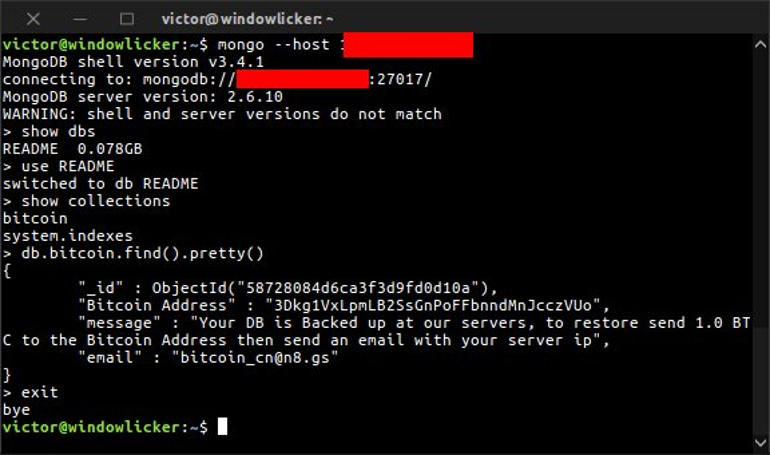 victor@windowlicker: ~
victor@windowlicker:~$ mongo --host 1
MongoDB shell version v3.4.1
connecting to: mongodb://:27017/
MongoDB server version: 2.6.10
WARNING: shell and server versions do not match
> show dbs
README  0.078GB
> use README
switched to db README
> show collections
bitcoin
system.indexes
> db.bitcoin.find().pretty()
{
        "_id" : ObjectId("58728084d6ca3f3d9fd0d10a"),
        "Bitcoin Address" : "3Dkg1VxLpmLB2SsGnPoFFbnndMnJcczVUo",
        "message" : "Your DB is Backed up at our servers, to restore send 1.0 BT
C to the Bitcoin Address then send an email with your server ip",
        "email" : "bitcoin_cn@n8.gs"
}
> exit
bye
victor@windowlicker:~$